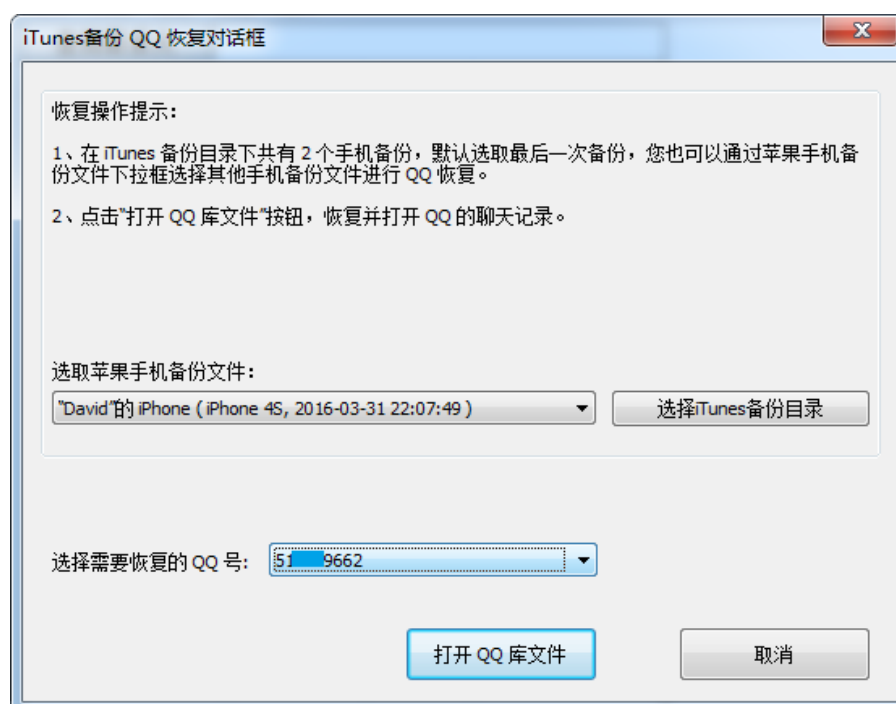 iTunes备份 QQ 恢复对话框
恢复操作提示：
1、在 iTunes 备份目录下共有 2 个手机备份，默认选取最后一次备份，您也可以通过苹果手机备
份文件下拉框选择其他手机备份文件进行 QQ 恢复。
2、点击"打开 QQ 库文件"按钮，恢复并打开 QQ 的聊天记录。
选取苹果手机备份文件：
"David"的 iPhone ( iPhone 4S, 2016-03-31 22:07:49 )
选择iTunes备份目录
选择需要恢复的 QQ 号:
51 9662
打开 QQ 库文件
取消